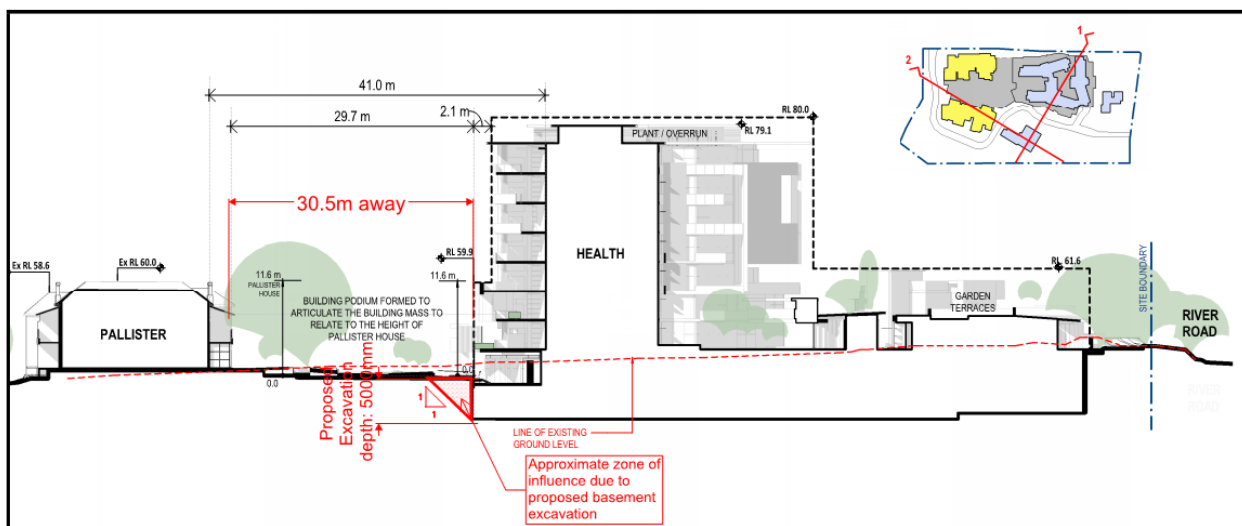 1
2
41.0 m
29.7 m
2.1 m
RL 80.0
PLANT / OVERRUN
RL 79.1
30.5m away
Ex RL 58.6
Ex RL 60.0
RL 59.9
11.6 m
PALLISTER
HOUSE
11.6 m
HEALTH
RL 61.6
BUILDING PODIUM FORMED TO
ARTICULATE THE BUILDING MASS TO
RELATE TO THE HEIGHT OF
PALLISTER HOUSE
GARDEN
TERRACES
SITE BOUNDARY
PALLISTER
RIVER
ROAD
0.0
0.0
Proposed
Excavation
depth: 5000mm
1
1
LINE OF EXISTING
GROUND LEVEL
RIVER
ROAD
Approximate zone of
influence due to
proposed basement
excavation